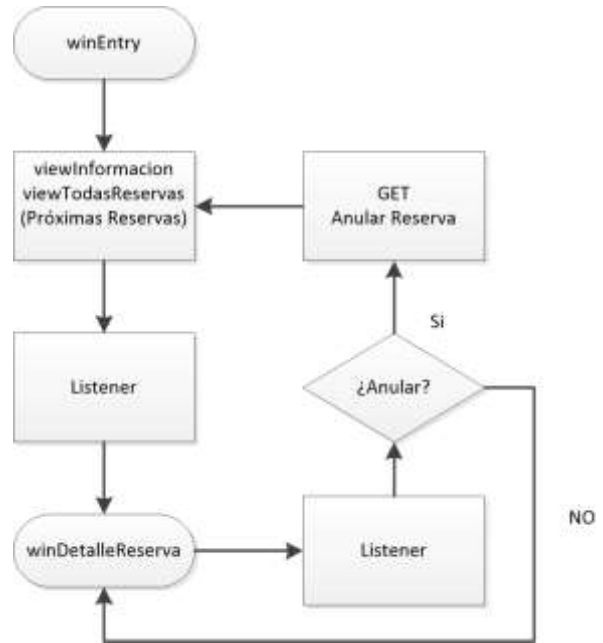 winEntry
viewInformacion
viewTodasReservas
(Próximas Reservas)
GET
Anular Reserva
Si
Listener
¿Anular?
NO
winDetalleReserva
Listener